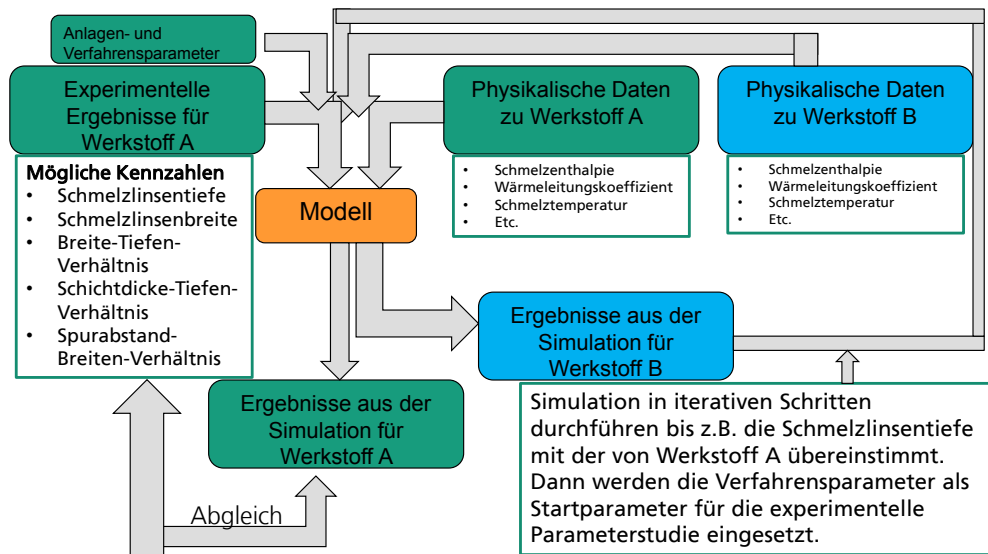 Anlagen- und
Verfahrensparameter
Experimentelle
Ergebnisse für
Werkstoff A
Mögliche Kennzahlen
• Schmelzlinsentiefe
• Schmelzlinsenbreite
• Breite-Tiefen-
Verhältnis
• Schichtdicke-Tiefen-
Verhältnis
• Spurabstand-
Breiten-Verhältnis
Modell
Physikalische Daten
zu Werkstoff A
• Schmelzenthalpie
• Wärmeleitungskoeffizient
• Schmelztemperatur
• Etc.
Physikalische Daten
zu Werkstoff B
• Schmelzenthalpie
• Wärmeleitungskoeffizient
• Schmelztemperatur
• Etc.
Ergebnisse aus der
Simulation für
Werkstoff B
Ergebnisse aus der
Simulation für
Werkstoff A
Abgleich
Simulation in iterativen Schritten
durchführen bis z.B. die Schmelzlinsentiefe
mit der von Werkstoff A übereinstimmt.
Dann werden die Verfahrensparameter als
Startparameter für die experimentelle
Parameterstudie eingesetzt.